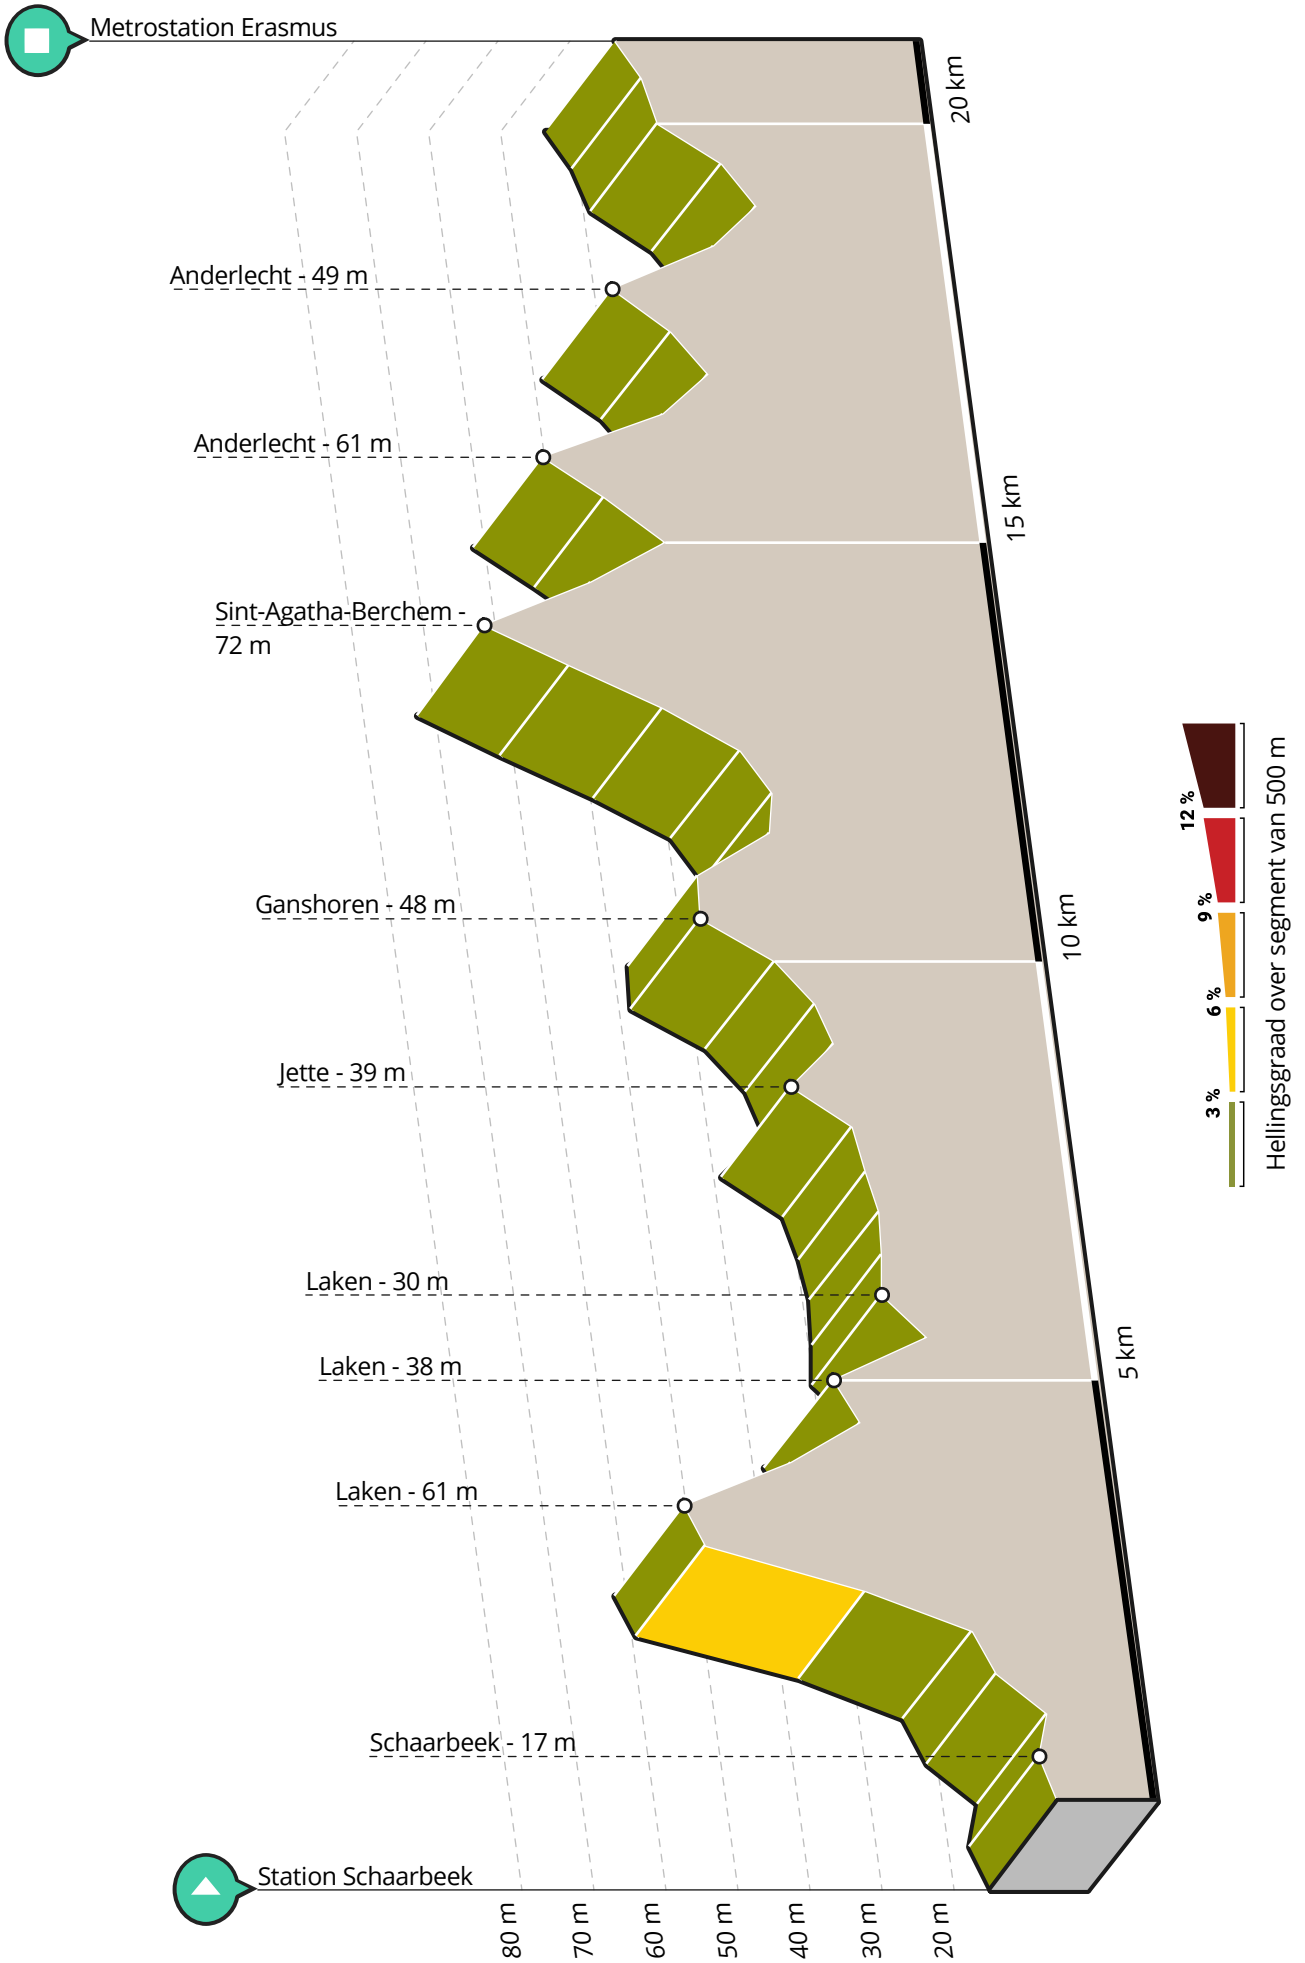 Metrostation Erasmus
20 km
Anderlecht - 49 m
Anderlecht - 61 m
15 km
Sint-Agatha-Berchem -
72 m
Ganshoren - 48 m
10 km
Jette - 39 m
Laken - 30 m
Laken - 38 m
5 km
Laken - 61 m
Schaarbeek - 17 m
Station Schaarbeek
80 m
70 m
60 m
50 m
40 m
30 m
20 m
3 %
6 %
9 %
12 %
Hellingsgraad over segment van 500 m